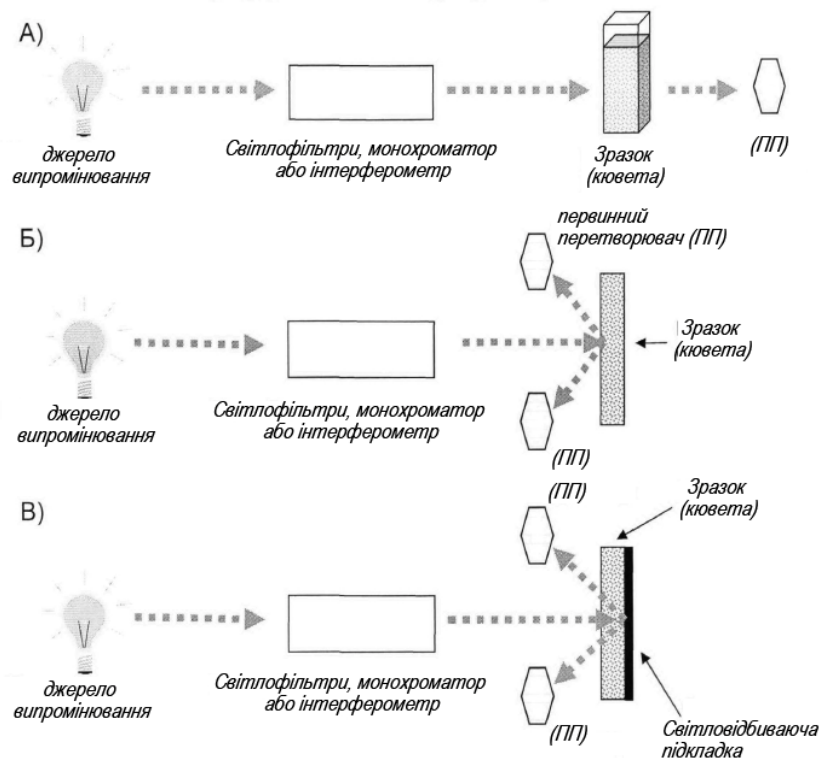 А)
джерело
випромінювання
Світлофільтри, монохроматор
або інтерферометр
Зразок
(кювета)
(ПП)
Б)
первинний
перетворювач (ПП)
Зразок
(кювета)
джерело
випромінювання
Світлофільтри, монохроматор
або інтерферометр
(ПП)
В)
(ПП)
Зразок
(кювета)
джерело
випромінювання
Світлофільтри, монохроматор
або інтерферометр
(ПП)
Світловідбиваюча
підкладка